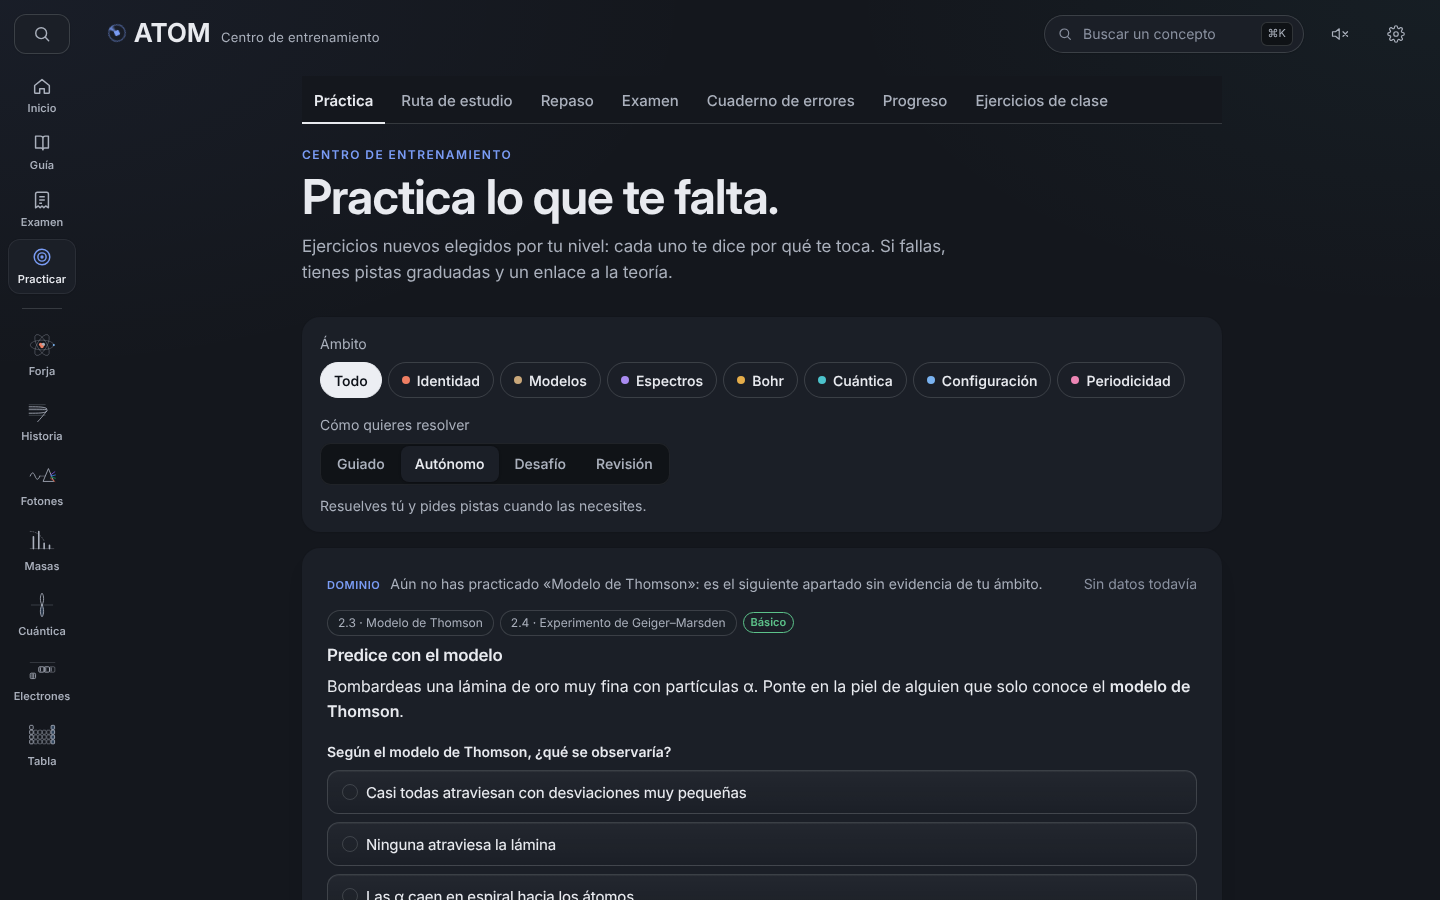 ATOM Centro de entrenamiento
Buscar un concepto ⌘K
Inicio
Guía
Examen
Practicar
Forja
Historia
Fotones
Masas
Cuántica
Electrones
Tabla
Práctica Ruta de estudio Repaso Examen Cuaderno de errores Progreso Ejercicios de clase
CENTRO DE ENTRENAMIENTO
Practica lo que te falta.
Ejercicios nuevos elegidos por tu nivel: cada uno te dice por qué te toca. Si fallas,
tienes pistas graduadas y un enlace a la teoría.
Ámbito
Todo Identidad Modelos Espectros Bohr Cuántica Configuración Periodicidad
Cómo quieres resolver
Guiado Autónomo Desafío Revisión
Resuelves tú y pides pistas cuando las necesites.
DOMINIO Aún no has practicado «Modelo de Thomson»: es el siguiente apartado sin evidencia de tu ámbito. Sin datos todavía
2.3 · Modelo de Thomson 2.4 · Experimento de Geiger–Marsden Básico
Predice con el modelo
Bombardeas una lámina de oro muy fina con partículas α. Ponte en la piel de alguien que solo conoce el modelo de
Thomson.
Según el modelo de Thomson, ¿qué se observaría?
Casi todas atraviesan con desviaciones muy pequeñas
Ninguna atraviesa la lámina
Las α caen en espiral hacia los átomos